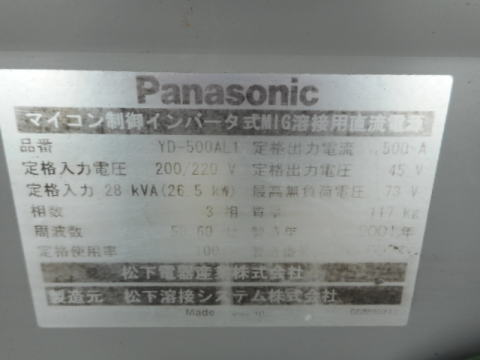 Panasonic
マイコン制御インバータ式MIG溶接用直流電源
品番 YD-500AL1 定格出力電流 500 A
定格入力電圧 200/220 V 定格出力電圧 45 V
定格入力 28 kVA(26.5 kW) 最高無負荷電圧 73 V
相数 3 相 質量 117 kg
周波数 50,60 製造年 2001年
定格使用率 100
松下電器産業株式会社
製造元 松下溶接システム株式会社
Made